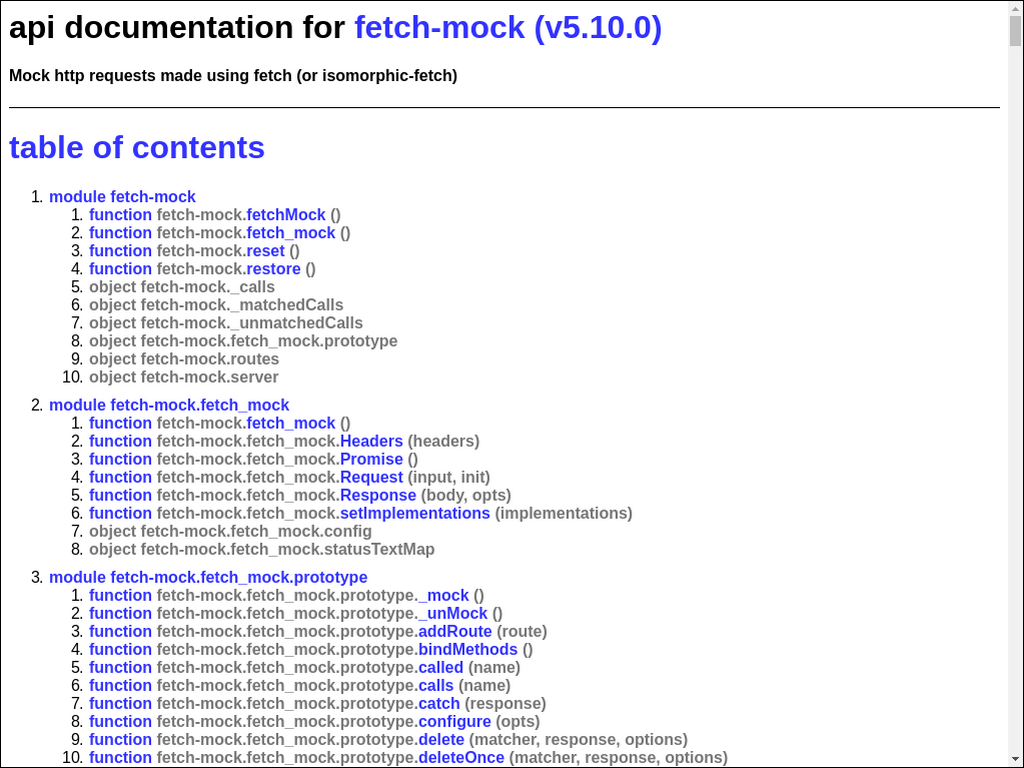 api documentation for fetch-mock (v5.10.0)
Mock http requests made using fetch (or isomorphic-fetch)
table of contents
1. module fetch-mock
1. function fetch-mock.fetchMock ()
2. function fetch-mock.fetch_mock ()
3. function fetch-mock.reset ()
4. function fetch-mock.restore ()
5. object fetch-mock._calls
6. object fetch-mock._matchedCalls
7. object fetch-mock._unmatchedCalls
8. object fetch-mock.fetch_mock.prototype
9. object fetch-mock.routes
10. object fetch-mock.server
2. module fetch-mock.fetch_mock
1. function fetch-mock.fetch_mock ()
2. function fetch-mock.fetch_mock.Headers (headers)
3. function fetch-mock.fetch_mock.Promise ()
4. function fetch-mock.fetch_mock.Request (input, init)
5. function fetch-mock.fetch_mock.Response (body, opts)
6. function fetch-mock.fetch_mock.setImplementations (implementations)
7. object fetch-mock.fetch_mock.config
8. object fetch-mock.fetch_mock.statusTextMap
3. module fetch-mock.fetch_mock.prototype
1. function fetch-mock.fetch_mock.prototype._mock ()
2. function fetch-mock.fetch_mock.prototype._unMock ()
3. function fetch-mock.fetch_mock.prototype.addRoute (route)
4. function fetch-mock.fetch_mock.prototype.bindMethods ()
5. function fetch-mock.fetch_mock.prototype.called (name)
6. function fetch-mock.fetch_mock.prototype.calls (name)
7. function fetch-mock.fetch_mock.prototype.catch (response)
8. function fetch-mock.fetch_mock.prototype.configure (opts)
9. function fetch-mock.fetch_mock.prototype.delete (matcher, response, options)
10. function fetch-mock.fetch_mock.prototype.deleteOnce (matcher, response, options)